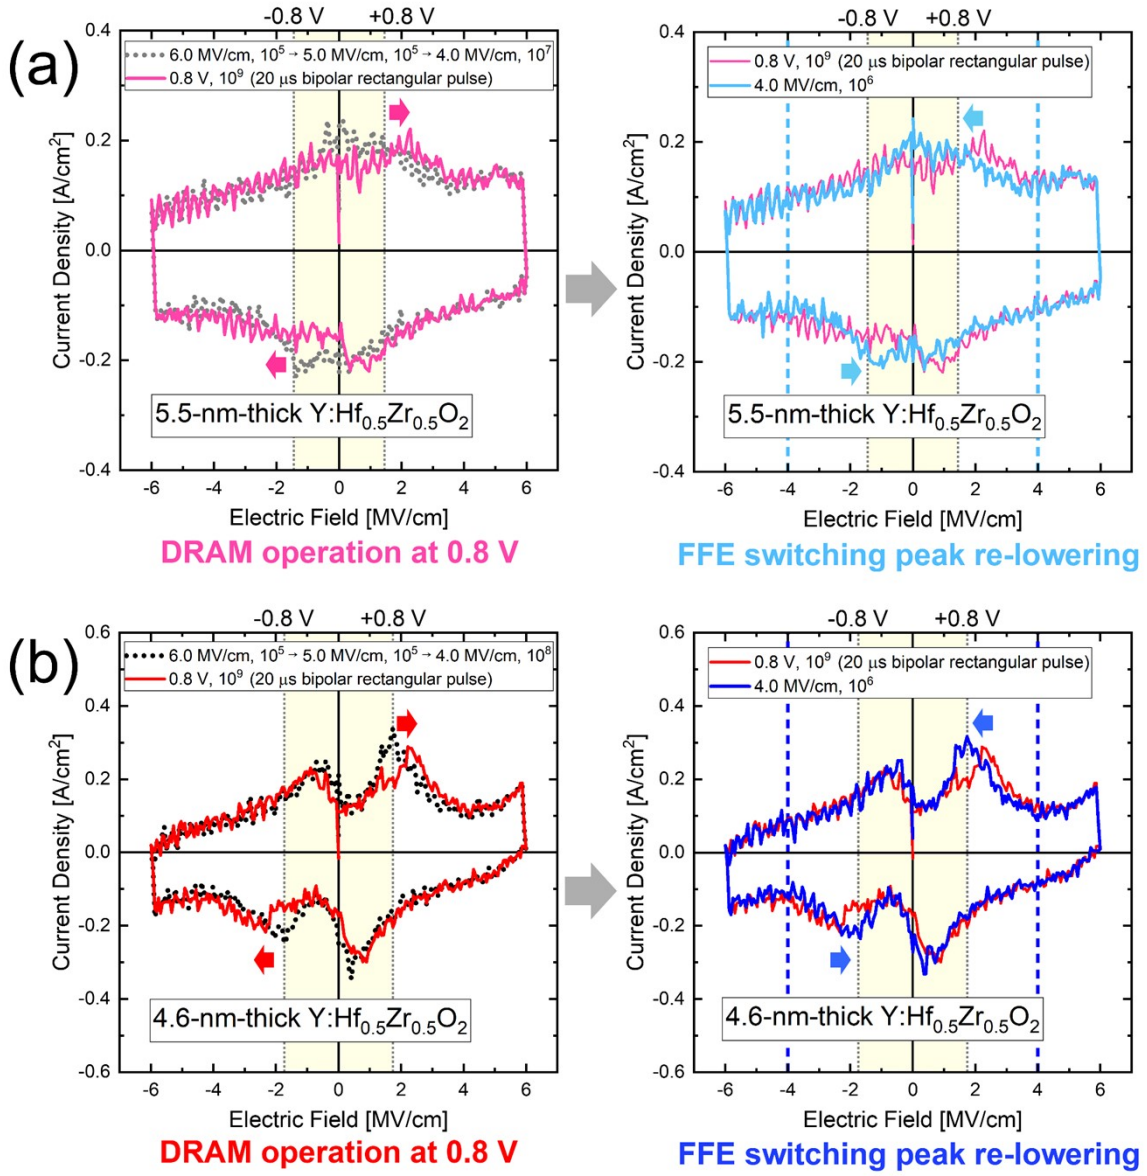 (a)
-0.8 V +0.8 V
6.0 MV/cm, 10⁵ → 5.0 MV/cm, 10⁵ → 4.0 MV/cm, 10⁷
0.8 V, 10⁹ (20 μs bipolar rectangular pulse)
0.4
0.2
0.0
-0.2
-0.4
Current Density [A/cm²]
5.5-nm-thick Y:Hf₀.₅Zr₀.₅O₂
-6 -4 -2 0 2 4 6
Electric Field [MV/cm]
DRAM operation at 0.8 V
-0.8 V +0.8 V
0.8 V, 10⁹ (20 μs bipolar rectangular pulse)
4.0 MV/cm, 10⁶
0.4
0.2
0.0
-0.2
-0.4
Current Density [A/cm²]
5.5-nm-thick Y:Hf₀.₅Zr₀.₅O₂
-6 -4 -2 0 2 4 6
Electric Field [MV/cm]
FFE switching peak re-lowering
(b)
-0.8 V +0.8 V
6.0 MV/cm, 10⁵ → 5.0 MV/cm, 10⁵ → 4.0 MV/cm, 10⁸
0.8 V, 10⁹ (20 μs bipolar rectangular pulse)
0.6
0.4
0.2
0.0
-0.2
-0.4
-0.6
Current Density [A/cm²]
4.6-nm-thick Y:Hf₀.₅Zr₀.₅O₂
-6 -4 -2 0 2 4 6
Electric Field [MV/cm]
DRAM operation at 0.8 V
-0.8 V +0.8 V
0.8 V, 10⁹ (20 μs bipolar rectangular pulse)
4.0 MV/cm, 10⁶
0.6
0.4
0.2
0.0
-0.2
-0.4
-0.6
Current Density [A/cm²]
4.6-nm-thick Y:Hf₀.₅Zr₀.₅O₂
-6 -4 -2 0 2 4 6
Electric Field [MV/cm]
FFE switching peak re-lowering